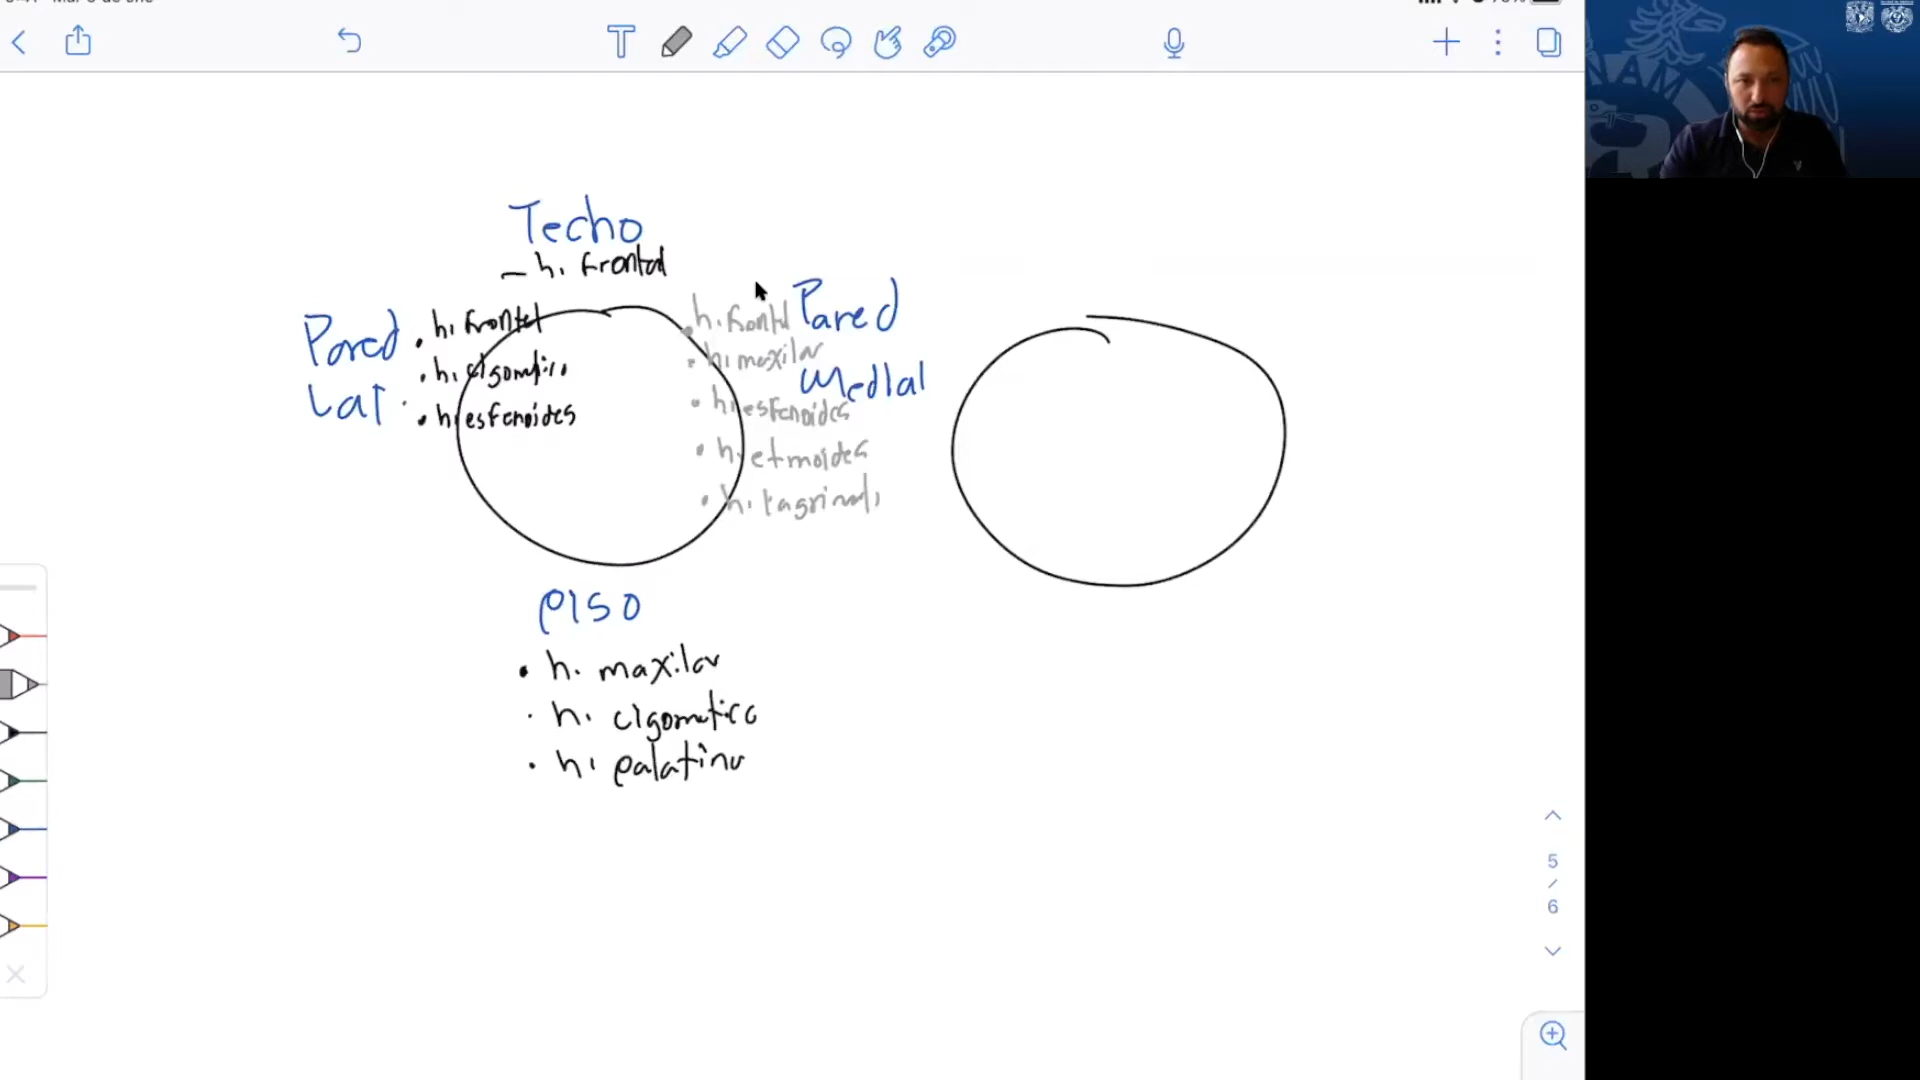 Techo
- h. frontal
Pared
Lat.
• h. frontal
• h. cigomático
• h. esfenoides
Pared
Medial
• h. frontal
• h. maxilar
• h. esfenoides
• h. etmoides
• h. lagrimal
PISO
• h. maxilar
• h. cigomatico
• h. palatino
5
/
6